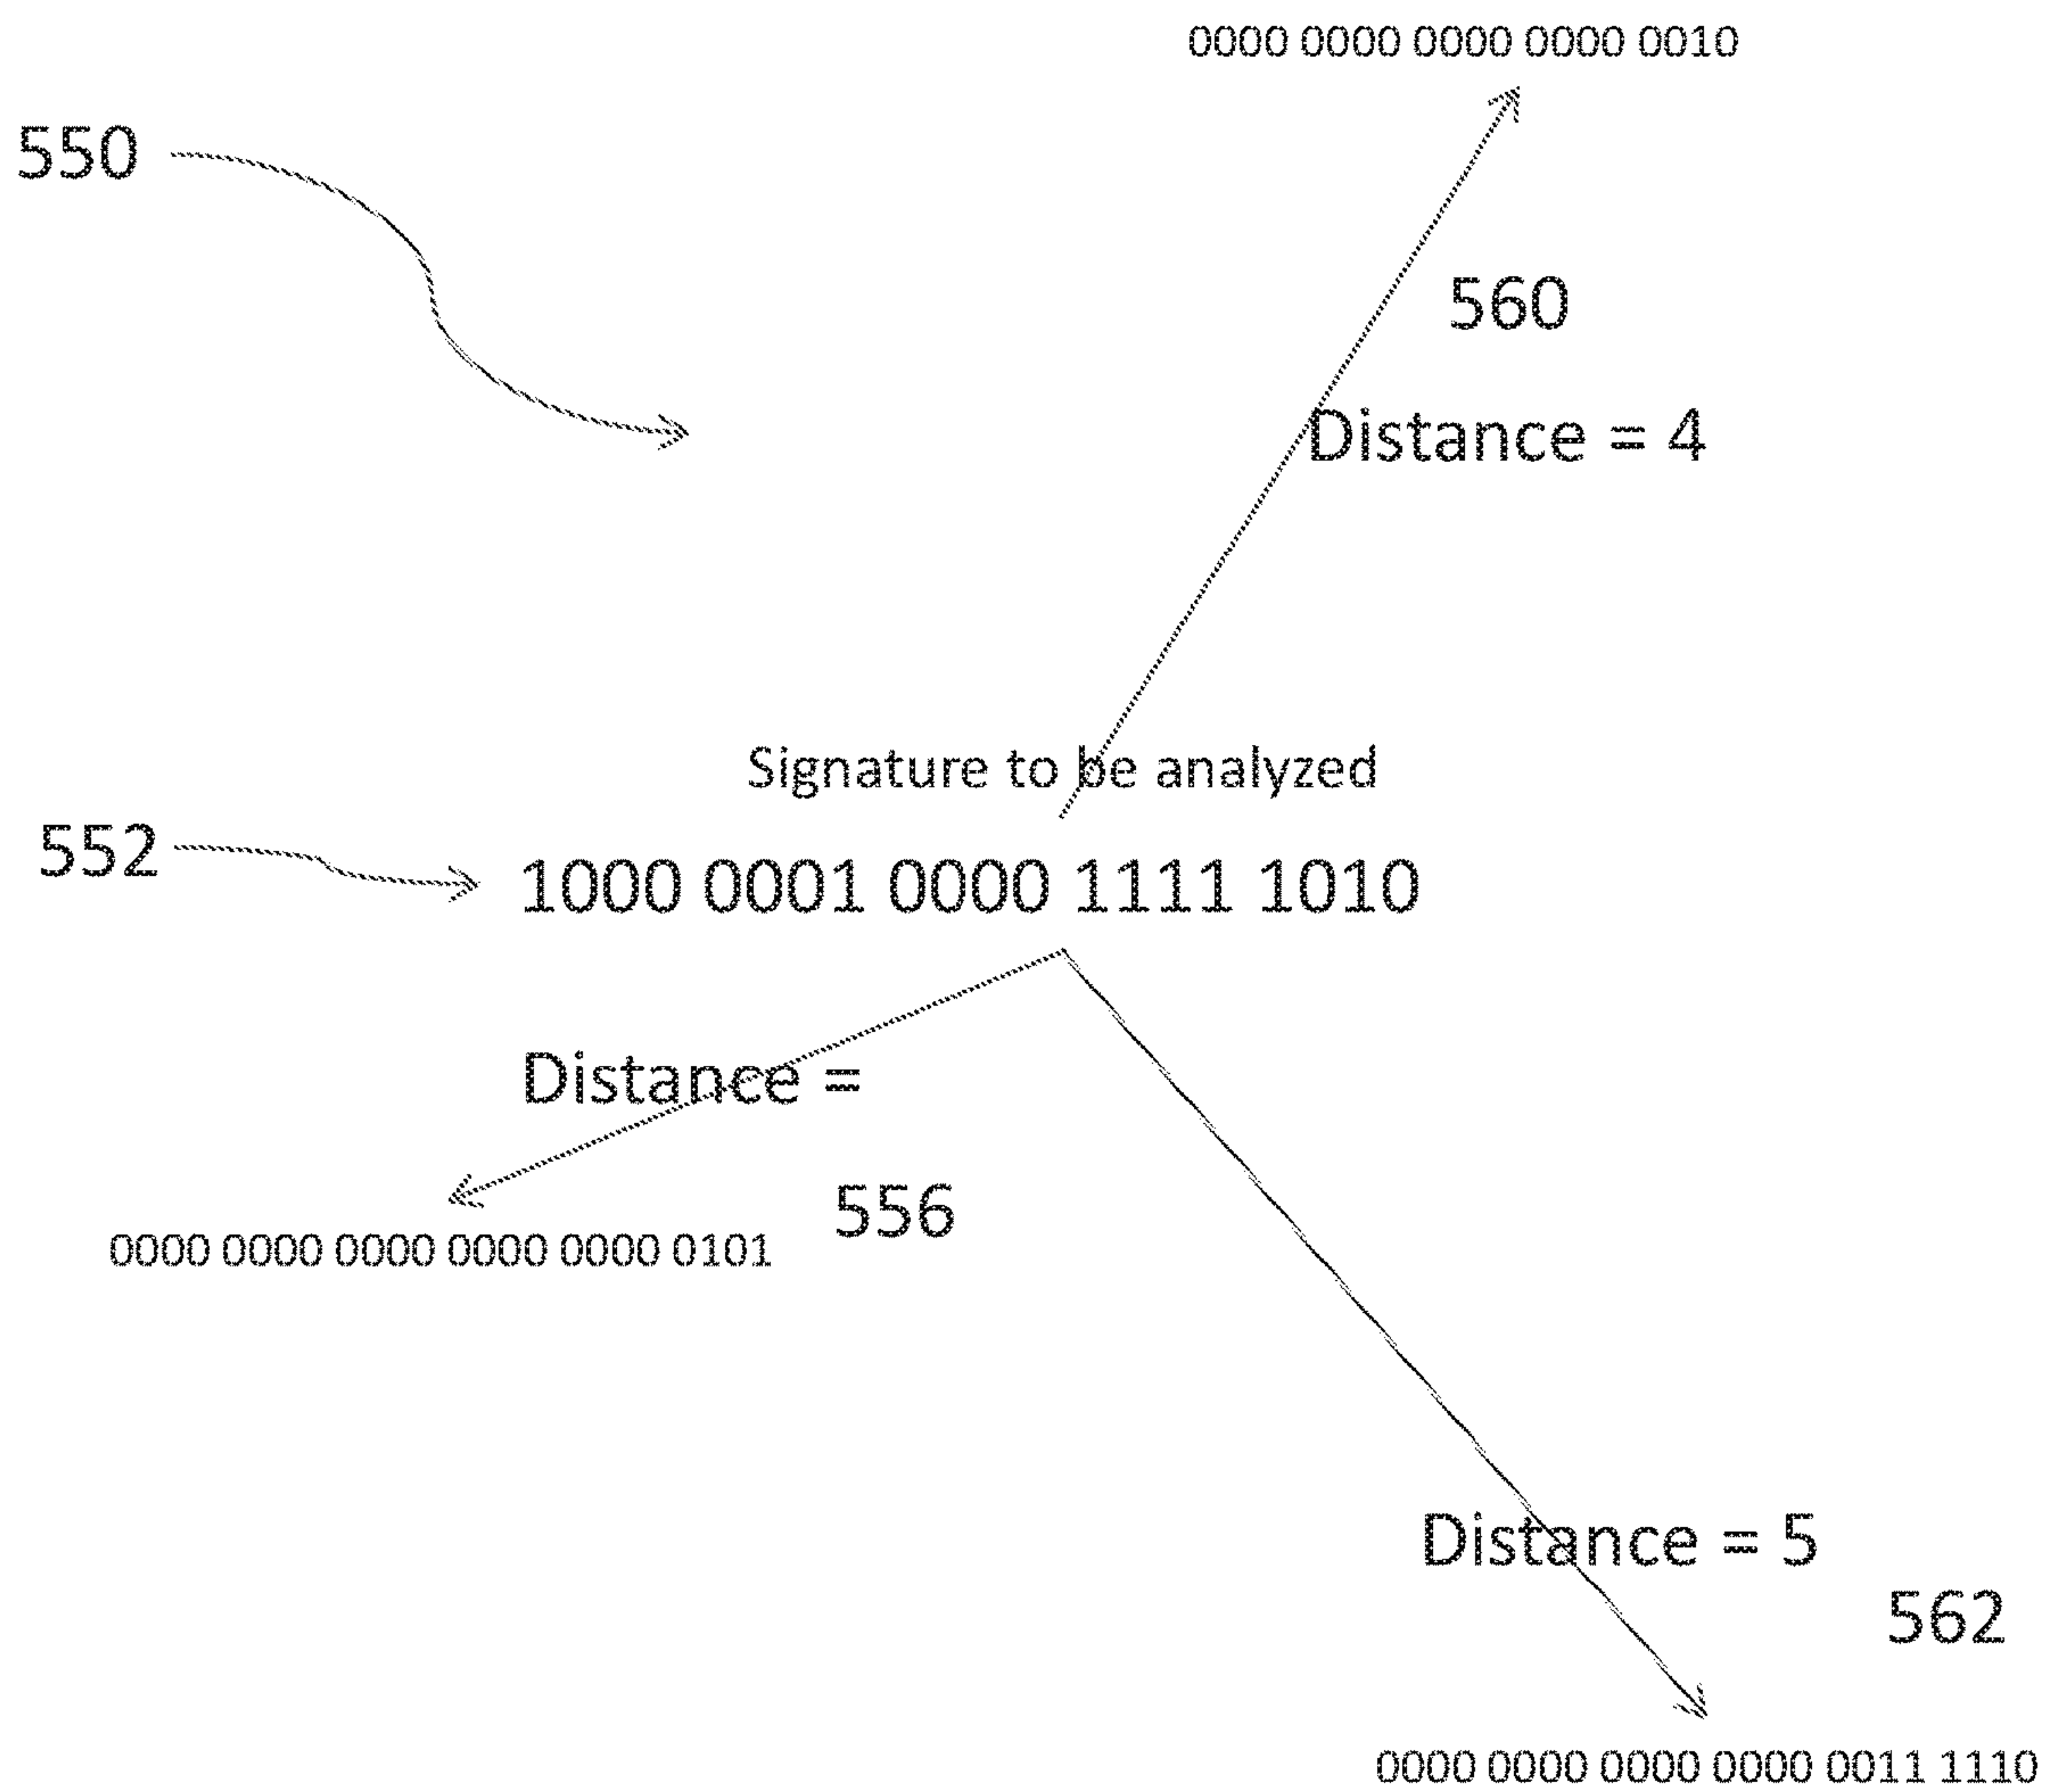 0000 0000 0000 0000 0010
550
560
Distance = 4
Signature to be analyzed
552
1000 0001 0000 1111 1010
Distance =
556
0000 0000 0000 0000 0000 0101
Distance = 5
562
0000 0000 0000 0000 0011 1110